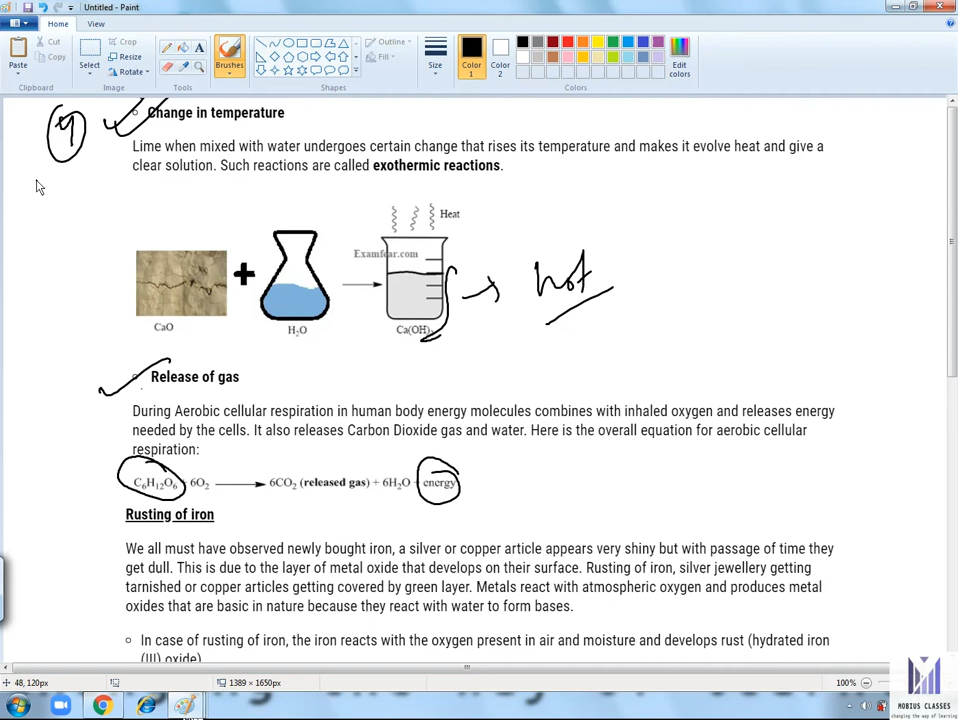 Untitled - Paint
Home View
Paste
Cut
Copy
Clipboard
Select
Crop
Resize
Rotate
Image
Tools
Brushes
Shapes
Outline
Fill
Size
Color 1
Color 2
Colors
Edit colors
4
Change in temperature
Lime when mixed with water undergoes certain change that rises its temperature and makes it evolve heat and give a
clear solution. Such reactions are called exothermic reactions.
Heat
Examfear.com
+
hot
CaO
H₂O
Ca(OH)
Release of gas
During Aerobic cellular respiration in human body energy molecules combines with inhaled oxygen and releases energy
needed by the cells. It also releases Carbon Dioxide gas and water. Here is the overall equation for aerobic cellular
respiration:
C₆H₁₂O₆ 6O₂ → 6CO₂ (released gas) + 6H₂O energy
Rusting of iron
We all must have observed newly bought iron, a silver or copper article appears very shiny but with passage of time they
get dull. This is due to the layer of metal oxide that develops on their surface. Rusting of iron, silver jewellery getting
tarnished or copper articles getting covered by green layer. Metals react with atmospheric oxygen and produces metal
oxides that are basic in nature because they react with water to form bases.
In case of rusting of iron, the iron reacts with the oxygen present in air and moisture and develops rust (hydrated iron
(III) oxide)
48, 120px
1389 × 1650px
100%
MOBIUS CLASSES
changing the way of learning